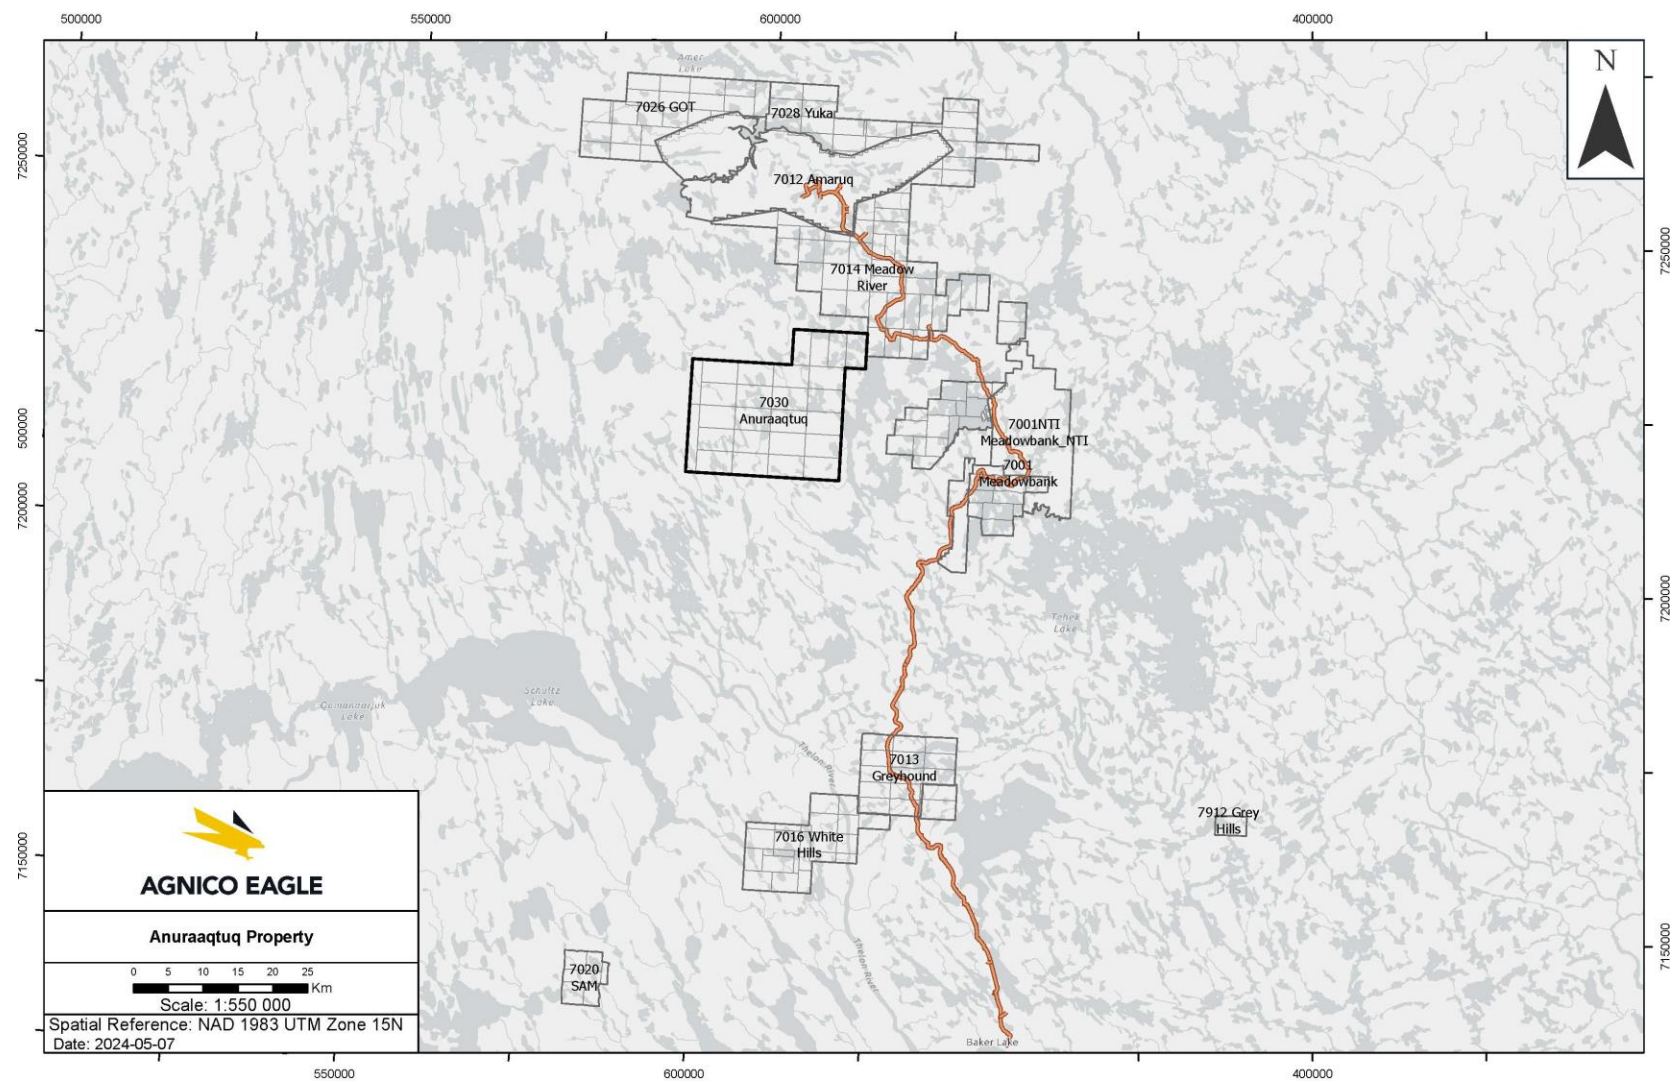 500000
550000
600000
400000
N
Amer
Lake
7026 GOT
7028 Yuka
7250000
7012 Amaruq
7250000
7014 Meadow
River
7030
Anuraaqtuq
500000
7001NTI
Meadowbank_NTI
7001
Meadowbank
7200000
7200000
Tehek
Lake
Schultz
Lake
Qamanaarjuk
Lake
Thelon River
7013
Greyhound
7912 Grey
Hills
7016 White
Hills
7150000
AGNICO EAGLE
Anuraaqtuq Property
Thelon River
7150000
7020
SAM
0 5 10 15 20 25
Km
Scale: 1:550 000
Spatial Reference: NAD 1983 UTM Zone 15N
Date: 2024-05-07
Baker Lake
550000
600000
400000